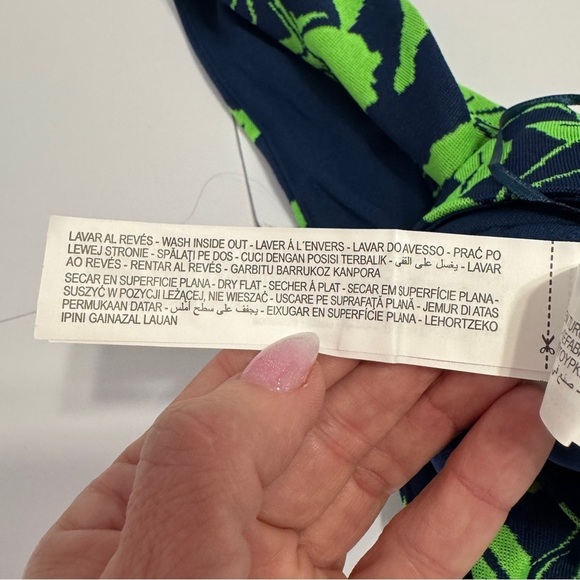 LAVAR AL REVÉS - WASH INSIDE OUT - LAVER À L'ENVERS - LAVAR DO AVESSO - PRAĆ PO
LEWEJ STRONIE - SPĂLAŢI PE DOS - CUCI DENGAN POSISI TERBALIK - يغسل على القفى - LAVAR
AO REVÉS - RENTAR AL REVÉS - GARBITU BARRUKOZ KANPORA
SECAR EN SUPERFICIE PLANA - DRY FLAT - SECHER À PLAT - SECAR EM SUPERFÍCIE PLANA -
SUSZYĆ W POZYCJI LEŻĄCEJ, NIE WIESZAĆ - USCARE PE SUPRAFAŢĂ PLANĂ - JEMUR DI ATAS
PERMUKAAN DATAR - يجفف على سطح أملس - EIXUGAR EN SUPERFÍCIE PLANA - LEHORTZEKO
IPINI GAINAZAL LAUAN